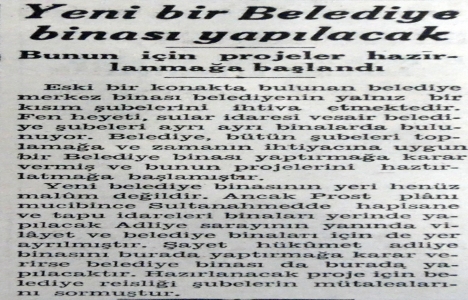 Yeni bir Belediye
binası yapılacak
Bunun için projeler hazır-
lanmağa başlandı
Eski bir konakta bulunan belediye
merkez binası belediyenin yalnız bir
kısım şubelerini ihtiva etmektedir.
Fen heyeti, sular idaresi vesair beledi-
ye şubeleri ayrı ayrı binalarda bulu-
nuyor. Belediye, bütün şubeleri top-
lamağa ve zamanın ihtiyacına uygun
bir Belediye binası yaptırmağa karar
vermiş ve bunun projelerini hazır-
latmağa başlamıştır.
Yeni belediye binasının yeri henüz
malûm değildir. Ancak Prost plânı
mucibince Sultanahmedde hapisane
ve tapu idareleri binaları yerinde ya-
pılacak Adliye sarayının yanında vi-
lâyet ve belediye binaları için de yer
ayrılmıştır. Şayet hükûmet adliye
binasını burada yaptırmağa karar ve-
rirse belediye binası da burada ya-
pılacaktır. Hazırlanacak proje için be-
lediye reisliği şubelerin mütaleaları-
nı sormuştur.